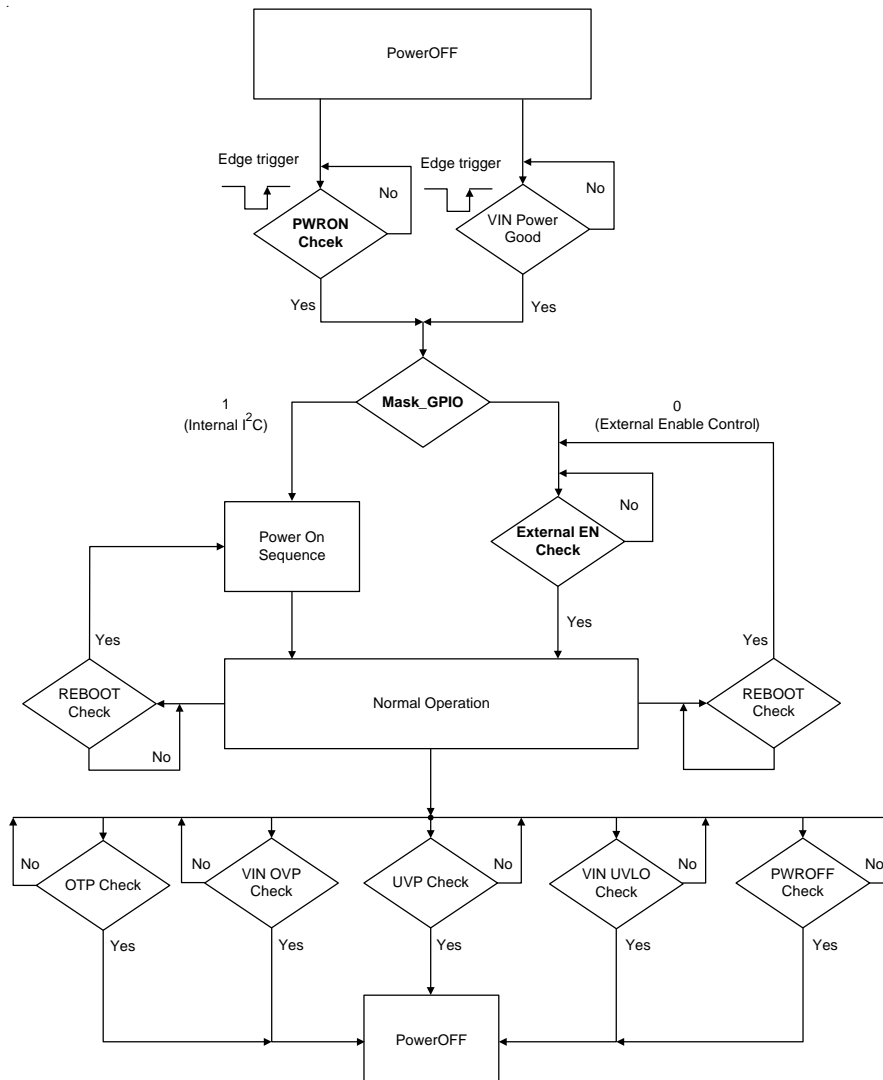 PowerOFF
Edge trigger
Edge trigger
No
No
PWRON
Chcek
VIN Power
Good
Yes
Yes
Mask_GPIO
1
(Internal I²C)
0
(External Enable Control)
No
Power On
Sequence
External EN
Check
Yes
Yes
Yes
REBOOT
Check
No
Normal Operation
REBOOT
Check
No
OTP Check
No
VIN OVP
Check
UVP Check
No
VIN UVLO
Check
No
PWROFF
Check
No
Yes
Yes
Yes
Yes
Yes
PowerOFF